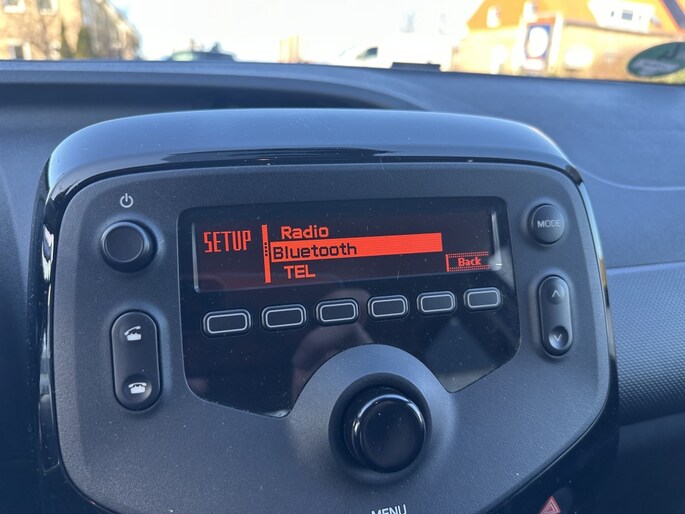 SETUP
Radio
Bluetooth
TEL
Back
MODE
MENU